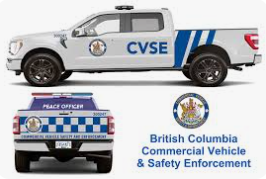 CVSE
PEACE OFFICER
COMMERCIAL VEHICLE SAFETY AND ENFORCEMENT
British Columbia
Commercial Vehicle
& Safety Enforcement